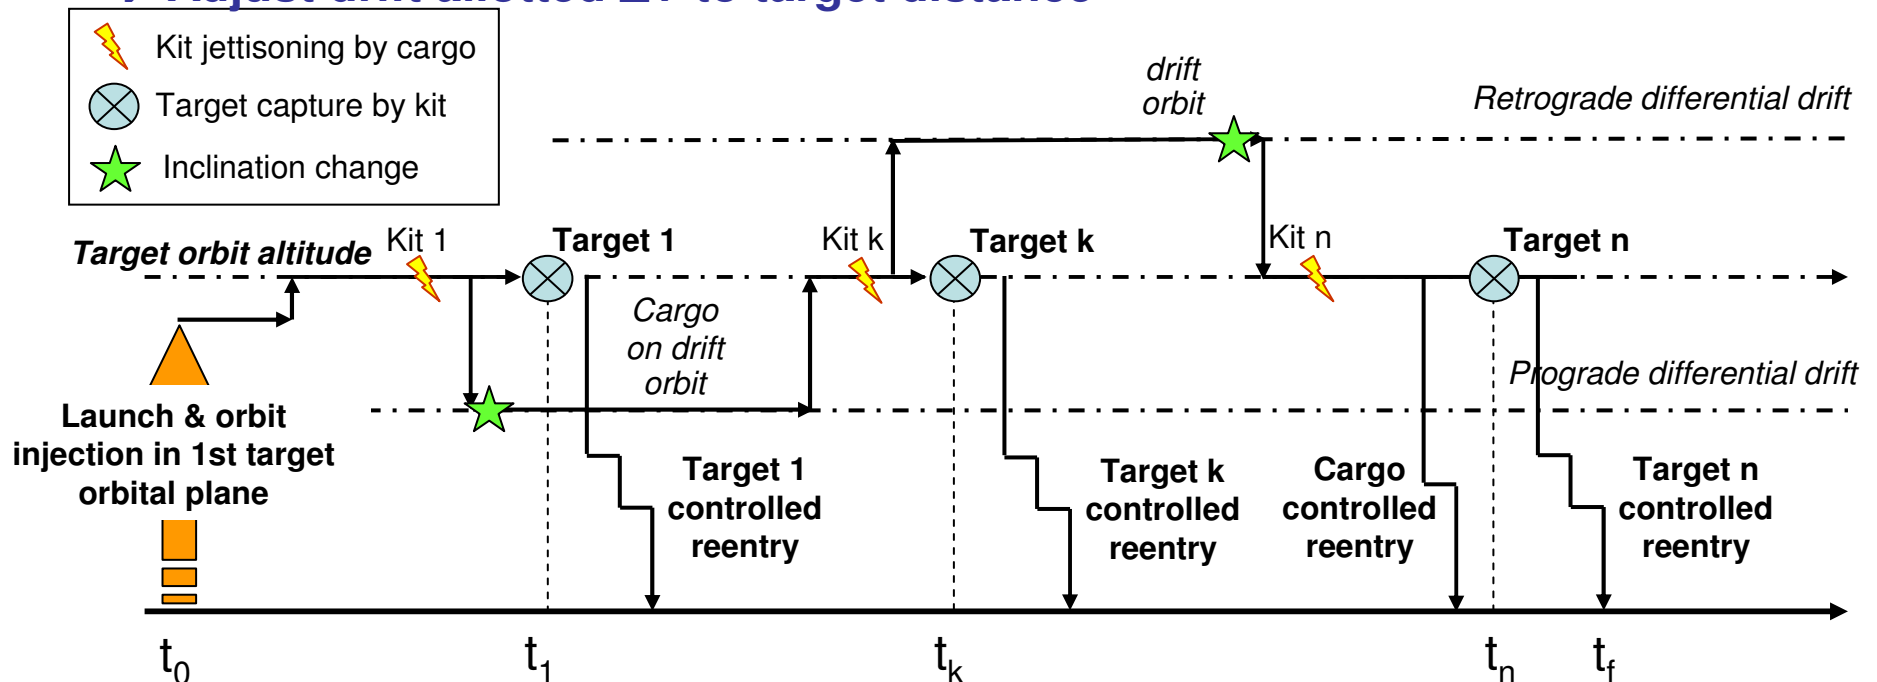 Kit jettisoning by cargo
Target capture by kit
Inclination change
drift
orbit
Retrograde differential drift
Target orbit altitude
Kit 1
Target 1
Kit k
Target k
Kit n
Target n
Cargo
on drift
orbit
Prograde differential drift
Launch & orbit
injection in 1st target
orbital plane
Target 1
controlled
reentry
Target k
controlled
reentry
Cargo
controlled
reentry
Target n
controlled
reentry
t0
t1
tk
tn
tf